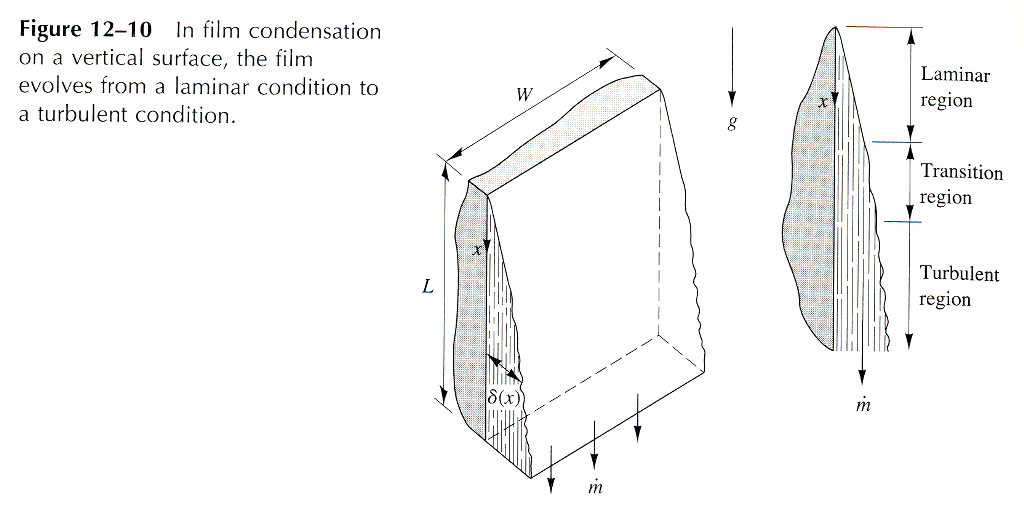 Figure 12–10 In film condensation
on a vertical surface, the film
evolves from a laminar condition to
a turbulent condition.
W
g
x
L
δ(x)
ṁ
x
Laminar
region
Transition
region
Turbulent
region
ṁ